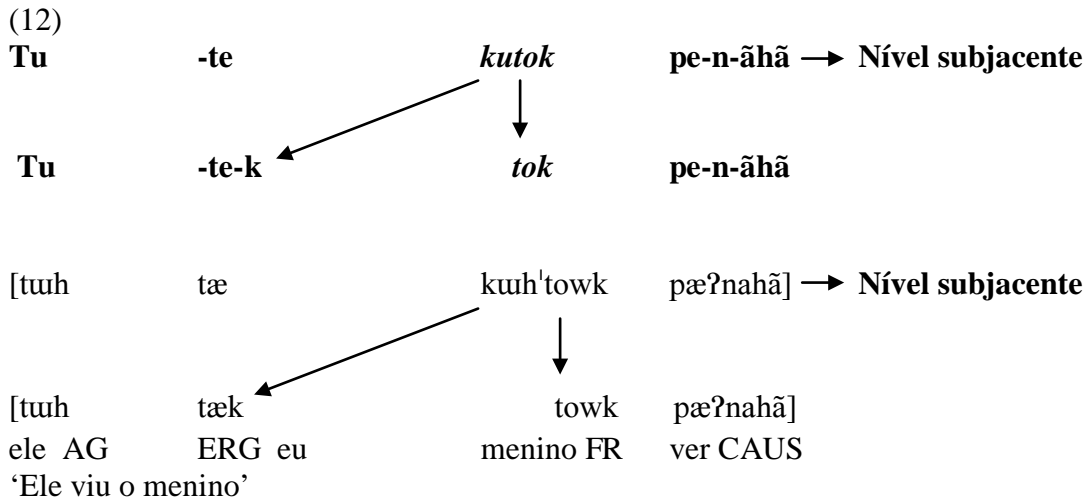 (12)
Tu -te kutok pe-n-ãhã → Nível subjacente
Tu -te-k tok pe-n-ãhã
[tɯh tæ kɯhˈtowk pæʔnahã] → Nível subjacente
[tɯh tæk towk pæʔnahã]
ele AG ERG eu menino FR ver CAUS
‘Ele viu o menino’